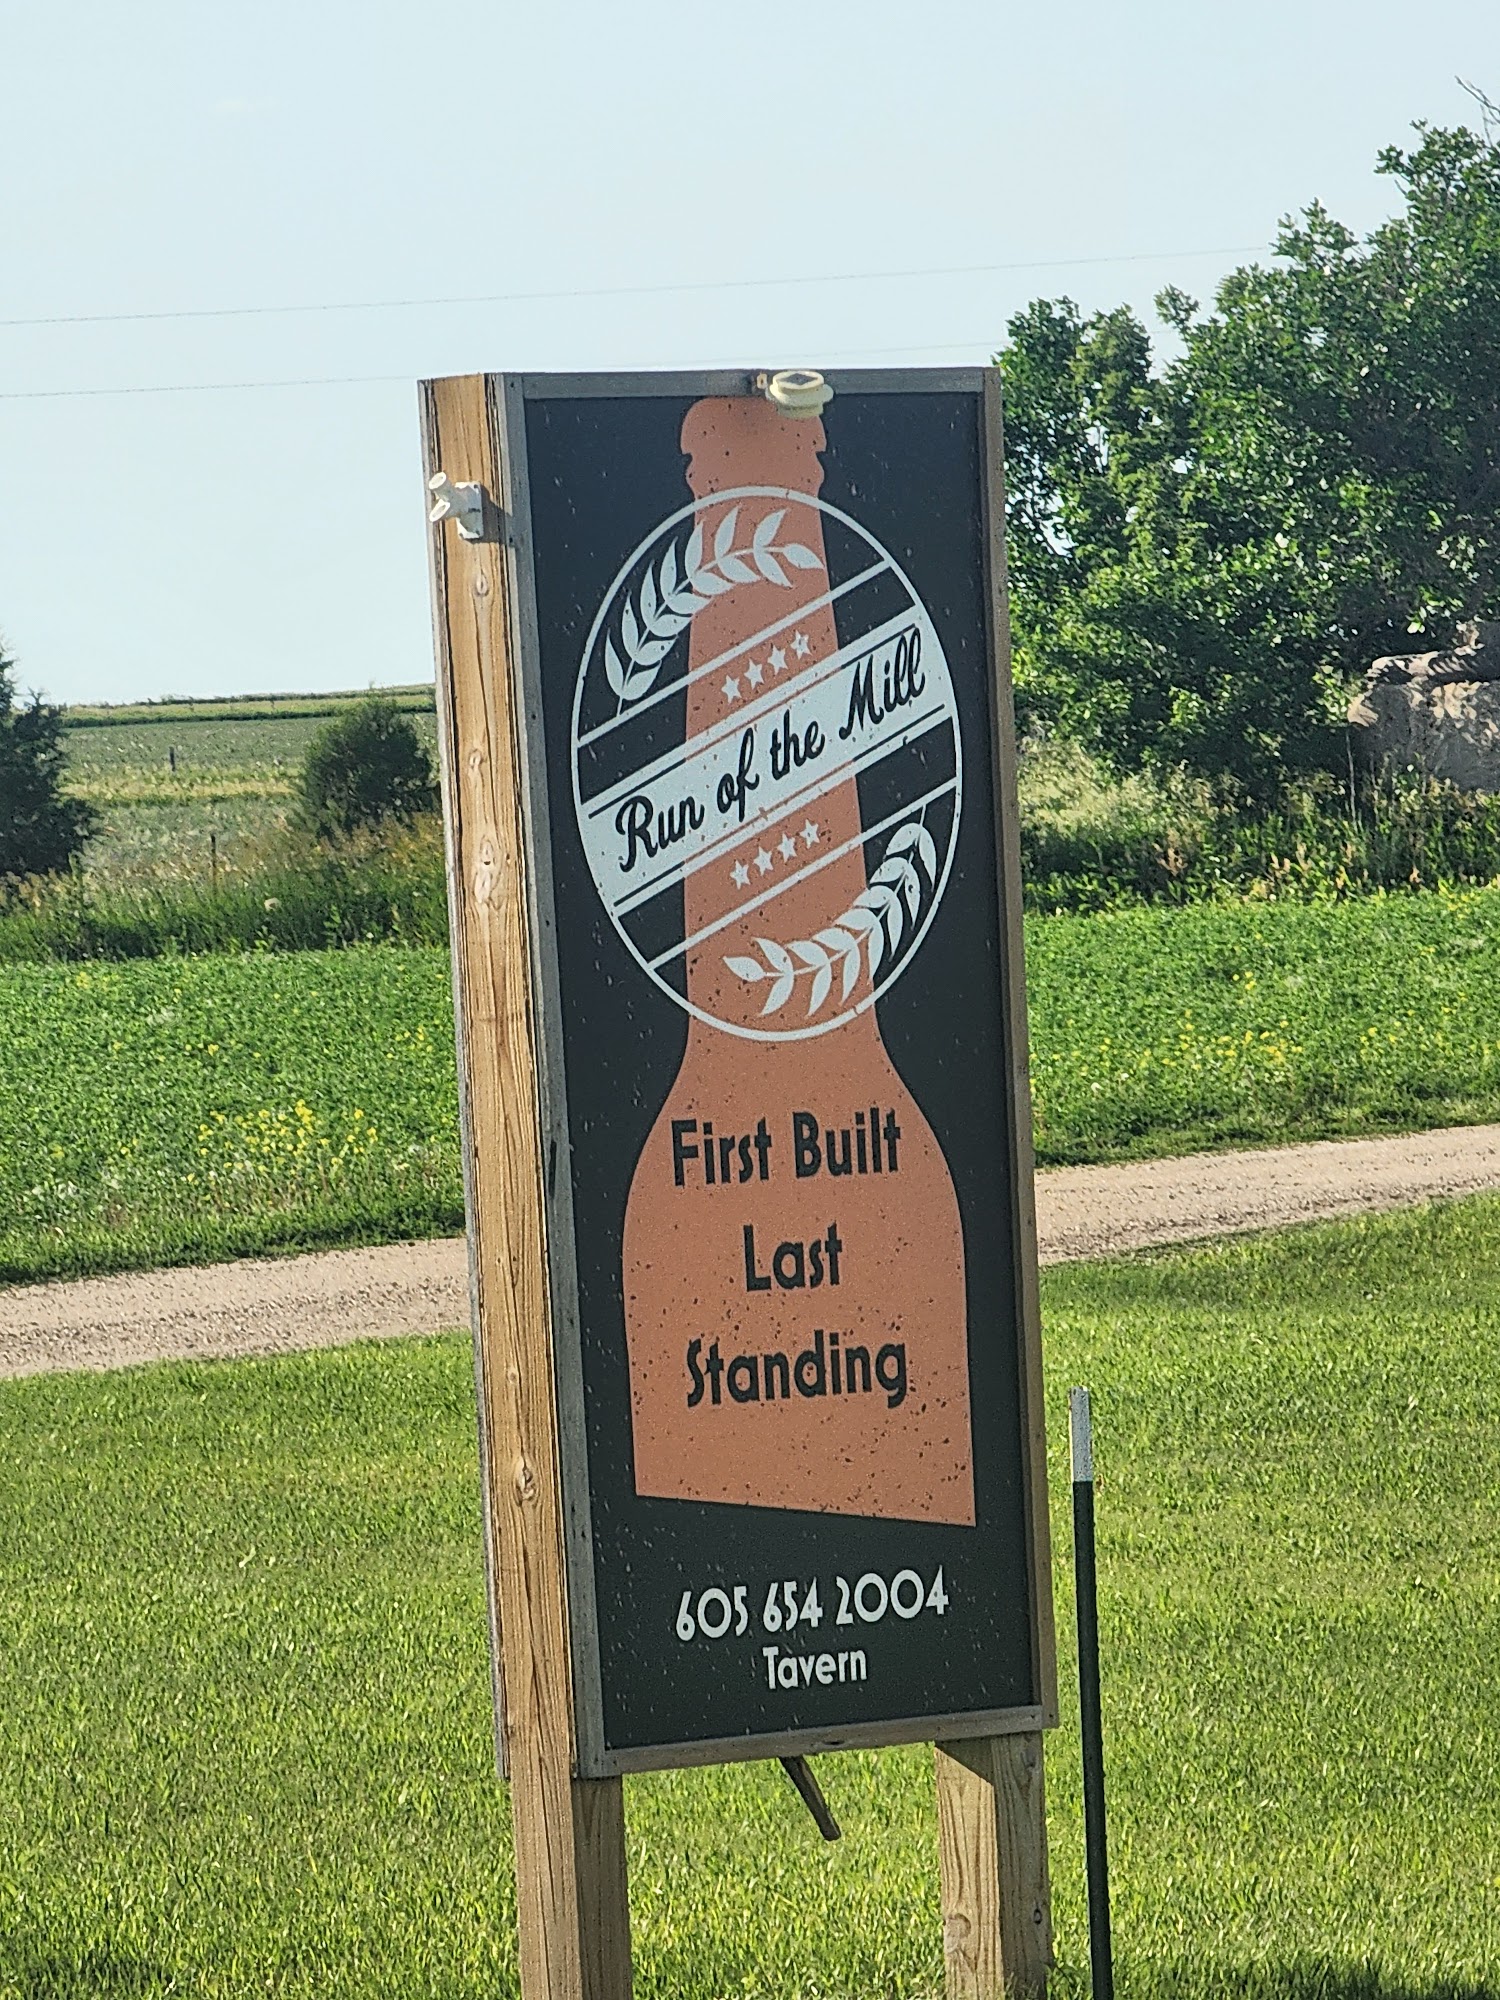 Run of the Mill
First Built
Last
Standing
605 654 2004
Tavern